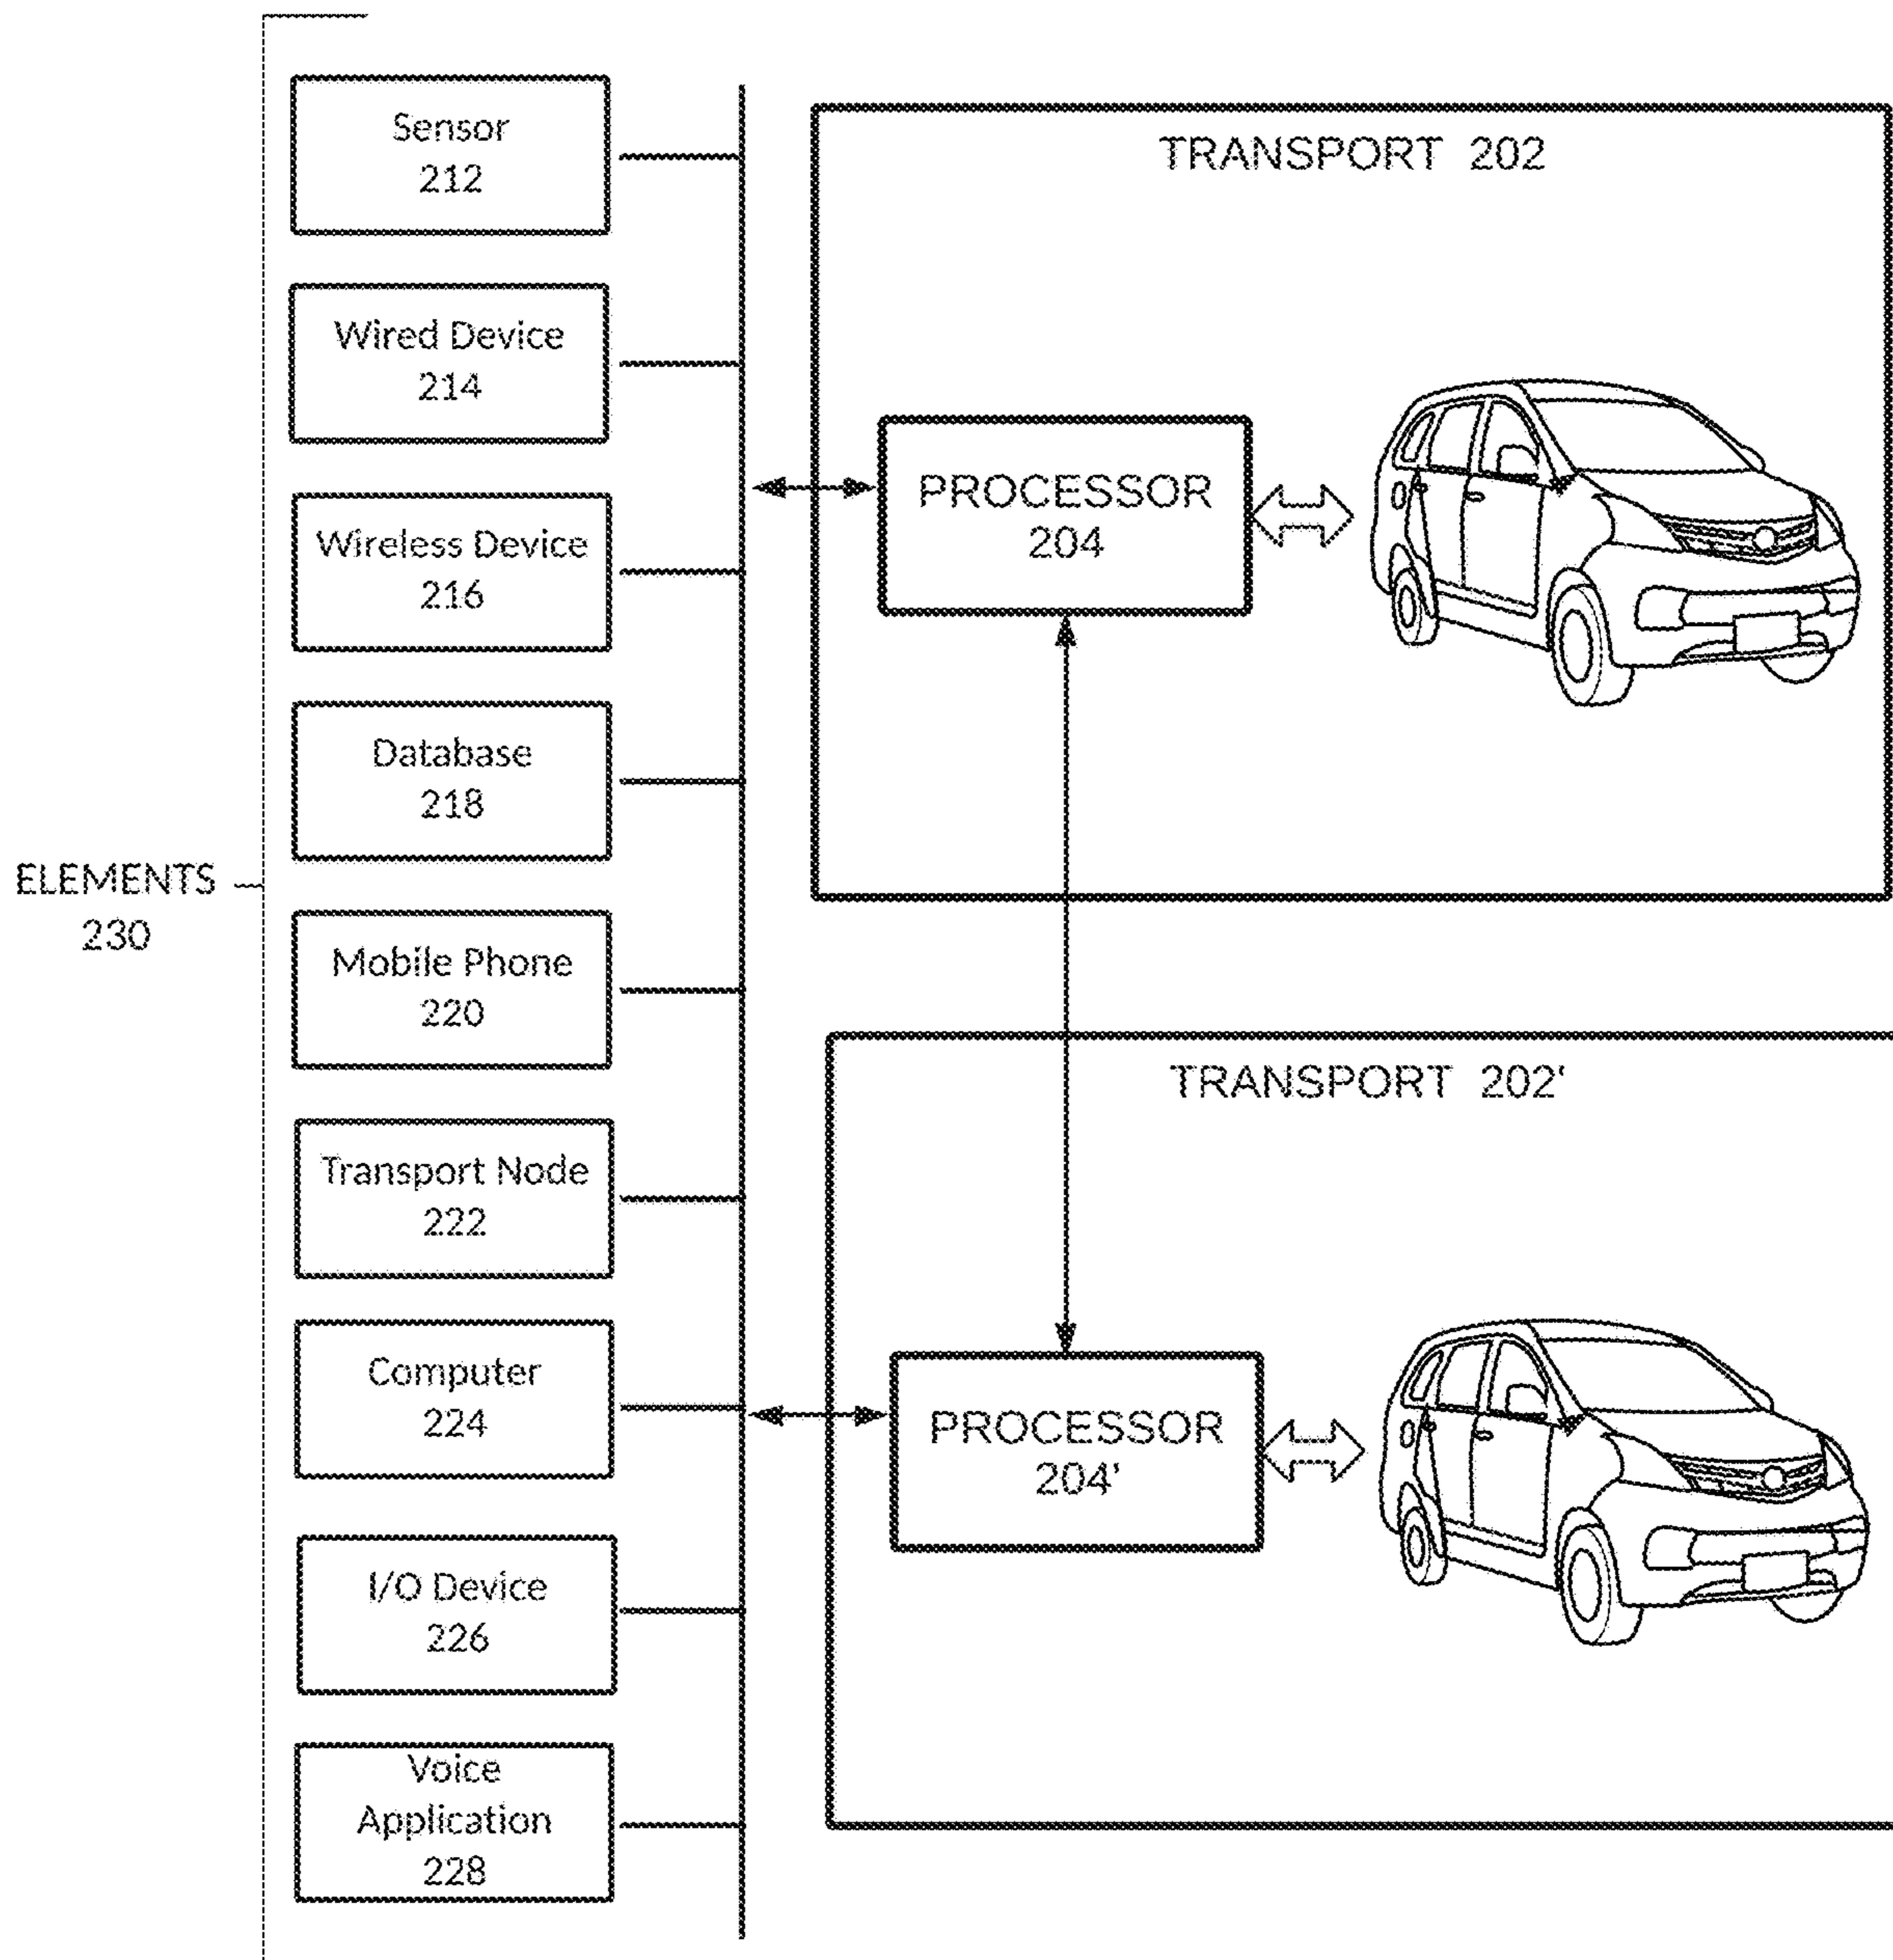 ELEMENTS
230
Sensor
212
Wired Device
214
Wireless Device
216
Database
218
Mobile Phone
220
Transport Node
222
Computer
224
I/O Device
226
Voice
Application
228
TRANSPORT 202
PROCESSOR
204
TRANSPORT 202'
PROCESSOR
204'